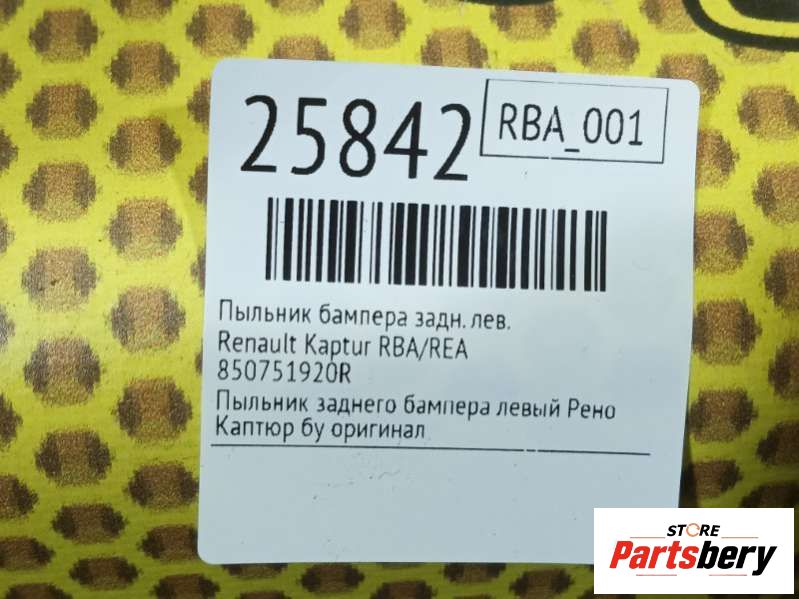 25842
RBA_001
Пыльник бампера задн. лев.
Renault Kaptur RBA/REA
850751920R
Пыльник заднего бампера левый Рено
Каптюр бу оригинал
STORE
Partsbery